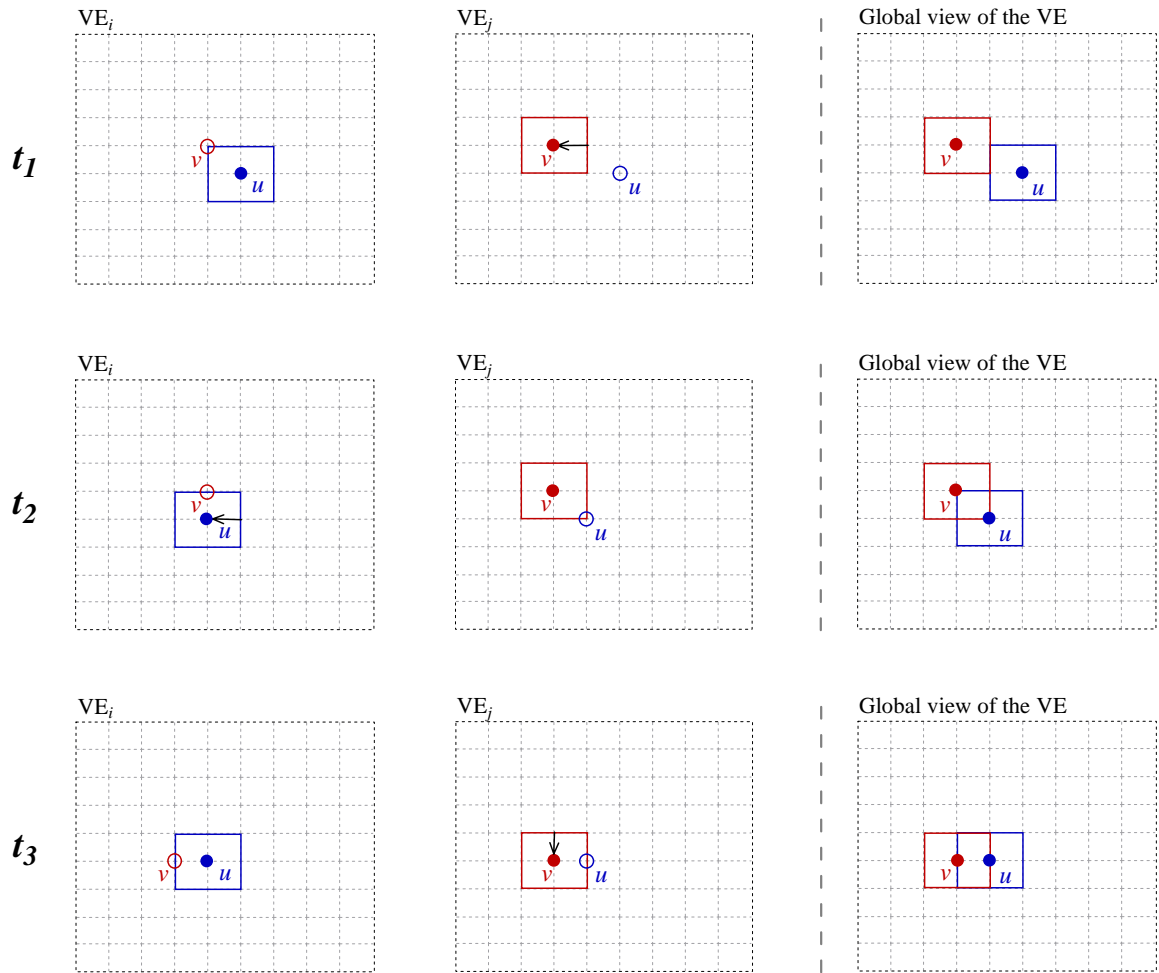 VEi VEj Global view of the VE
t1
v u v u v u
VEi VEj Global view of the VE
t2
v u v u v u
VEi VEj Global view of the VE
t3
v u v u v u